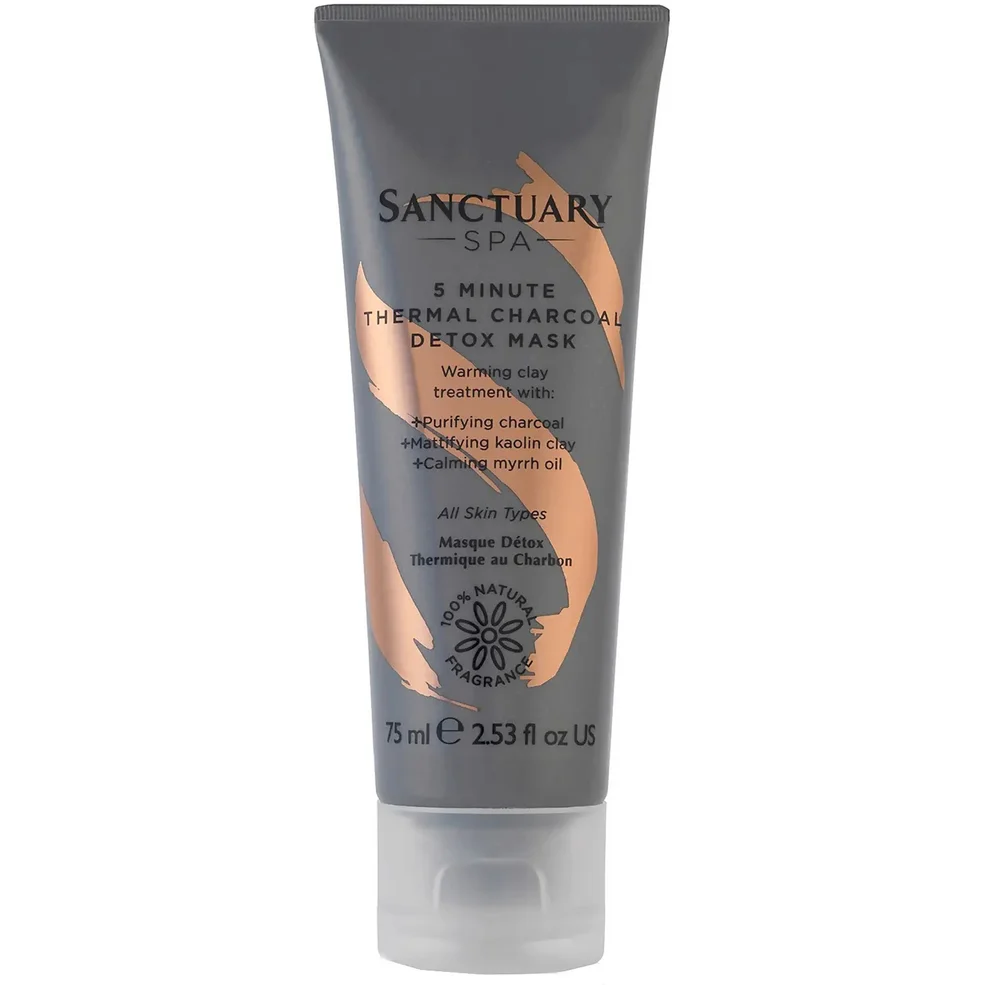 SANCTUARY
SPA
5 MINUTE
THERMAL CHARCOAL
DETOX MASK
Warming clay
treatment with:
+Purifying charcoal
+Mattifying kaolin clay
+Calming myrrh oil
All Skin Types
Masque Détox
Thermique au Charbon
100% NATURAL
FRAGRANCE
75 ml e 2.53 fl oz US